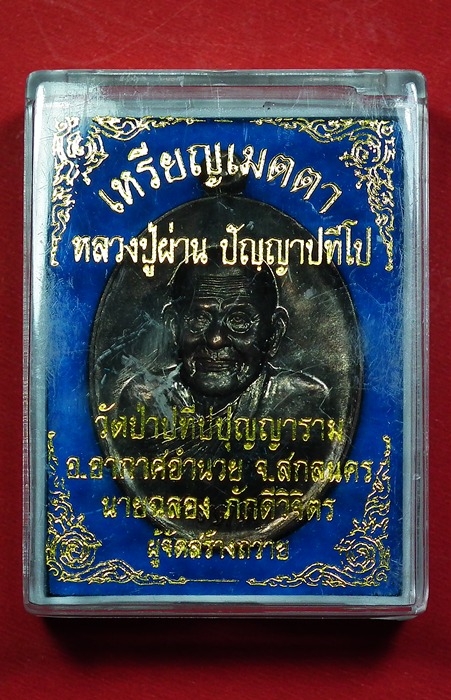 เหรียญเมตตา
หลวงปู่ผ่าน ปัญญาปทีโป
วัดป่าปทีปปุญญาราม
อ.อากาศอำนวย จ.สกลนคร
นายฉลอง ภักดีวิจิตร
ผู้จัดสร้างถวาย